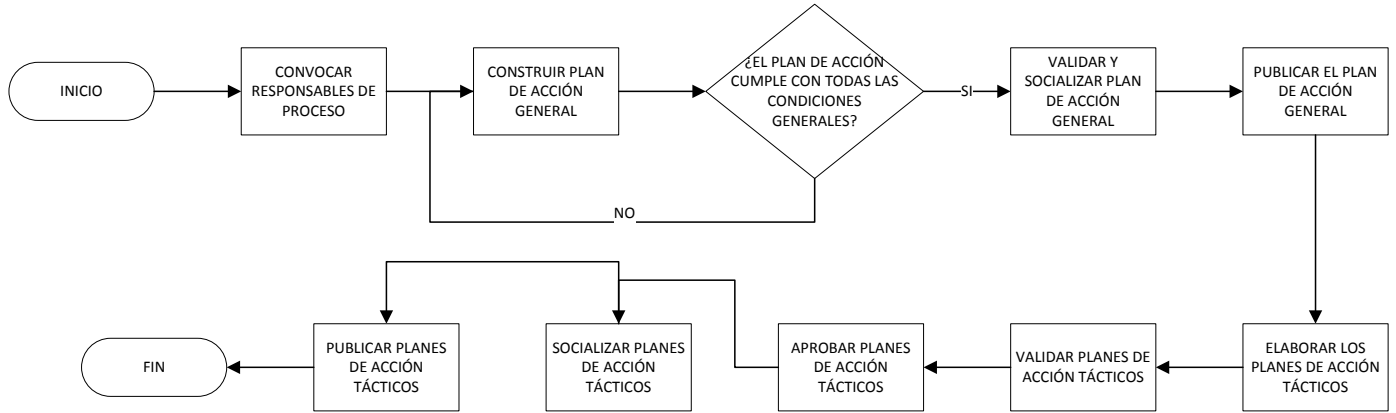 INICIO
CONVOCAR
RESPONSABLES DE
PROCESO
CONSTRUIR PLAN
DE ACCIÓN
GENERAL
¿EL PLAN DE ACCIÓN
CUMPLE CON TODAS LAS
CONDICIONES
GENERALES?
SI
VALIDAR Y
SOCIALIZAR PLAN
DE ACCIÓN
GENERAL
PUBLICAR EL PLAN
DE ACCIÓN
GENERAL
NO
ELABORAR LOS
PLANES DE ACCIÓN
TÁCTICOS
VALIDAR PLANES DE
ACCIÓN TÁCTICOS
APROBAR PLANES
DE ACCIÓN
TÁCTICOS
SOCIALIZAR PLANES
DE ACCIÓN
TÁCTICOS
PUBLICAR PLANES
DE ACCIÓN
TÁCTICOS
FIN